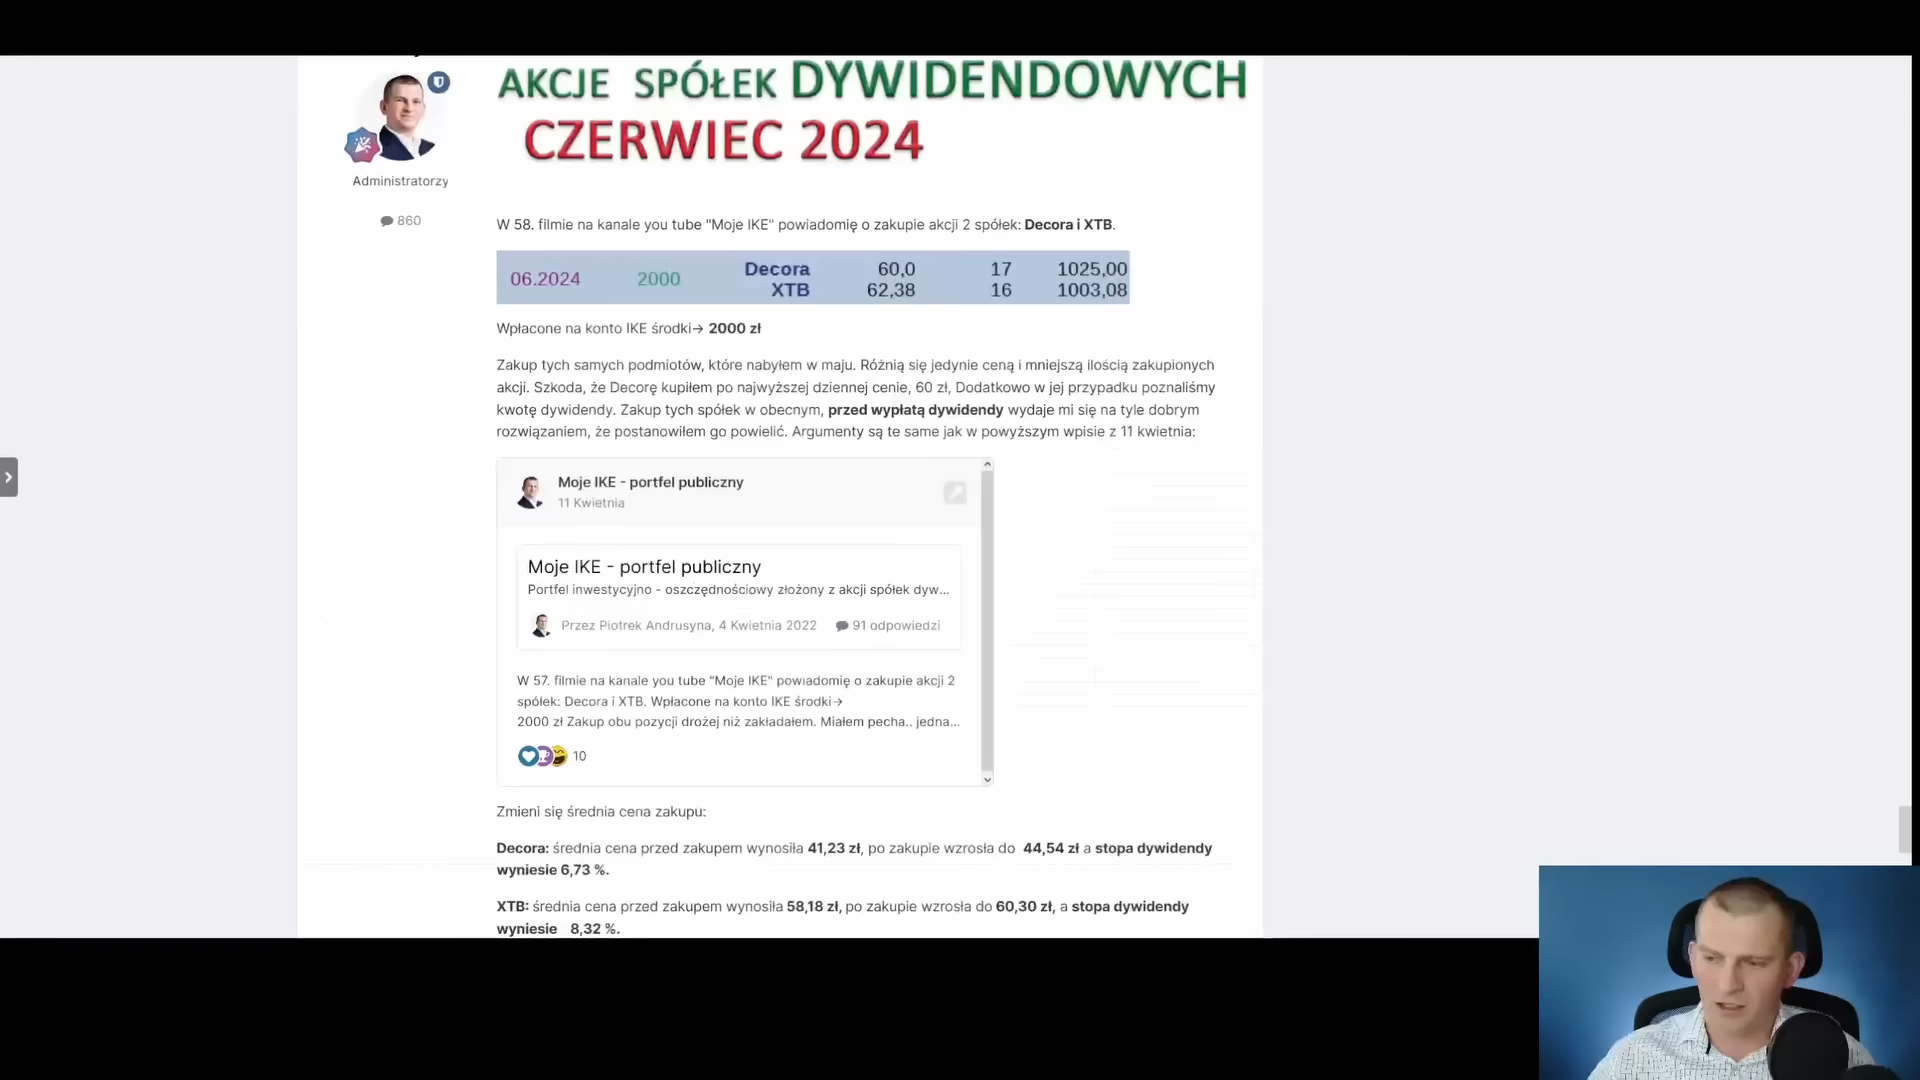 AKCJE SPÓŁEK DYWIDENDOWYCH
CZERWIEC 2024
Administratorzy
860
W 58. filmie na kanale you tube "Moje IKE" powiadomię o zakupie akcji 2 spółek: Decora i XTB.
06.2024 2000 Decora 60,0 17 1025,00
XTB 62,38 16 1003,08
Wpłacone na konto IKE środki→ 2000 zł
Zakup tych samych podmiotów, które nabyłem w maju. Różnią się jedynie ceną i mniejszą ilością zakupionych
akcji. Szkoda, że Decorę kupiłem po najwyższej dziennej cenie, 60 zł, Dodatkowo w jej przypadku poznaliśmy
kwotę dywidendy. Zakup tych spółek w obecnym, przed wypłatą dywidendy wydaje mi się na tyle dobrym
rozwiązaniem, że postanowiłem go powielić. Argumenty są te same jak w powyższym wpisie z 11 kwietnia:
Moje IKE - portfel publiczny
11 Kwietnia
Moje IKE - portfel publiczny
Portfel inwestycyjno - oszczędnościowy złożony z akcji spółek dyw...
Przez Piotrek Andrusyna, 4 Kwietnia 2022 91 odpowiedzi
W 57. filmie na kanale you tube "Moje IKE" powiadomię o zakupie akcji 2
spółek: Decora i XTB. Wpłacone na konto IKE środki→
2000 zł Zakup obu pozycji drożej niż zakładałem. Miałem pecha.. jedna...
10
Zmieni się średnia cena zakupu:
Decora: średnia cena przed zakupem wynosiła 41,23 zł, po zakupie wzrosła do 44,54 zł a stopa dywidendy
wyniesie 6,73 %.
XTB: średnia cena przed zakupem wynosiła 58,18 zł, po zakupie wzrosła do 60,30 zł, a stopa dywidendy
wyniesie 8,32 %.